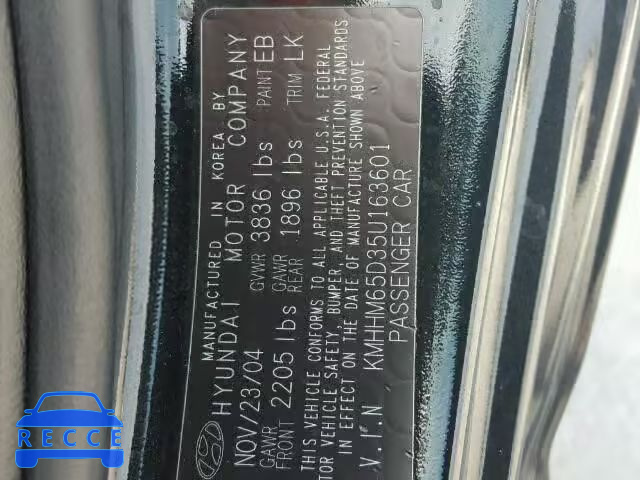 MANUFACTURED IN KOREA BY
HYUNDAI MOTOR COMPANY
NOV/23/04 GVWR 3836 lbs PAINT EB
GAWR FRONT 2205 lbs GAWR REAR 1896 lbs TRIM LK
THIS VEHICLE CONFORMS TO ALL APPLICABLE U.S.A. FEDERAL
MOTOR VEHICLE SAFETY, BUMPER, AND THEFT PREVENTION STANDARDS
IN EFFECT ON THE DATE OF MANUFACTURE SHOWN ABOVE
V.I.N KMHHM65D35U163601
PASSENGER CAR
RECCE